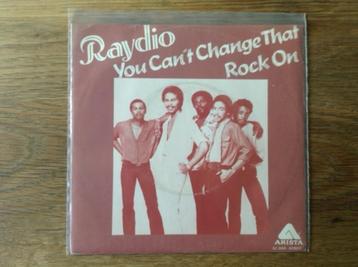 Raydio
You Can't Change That
Rock On
ARISTA